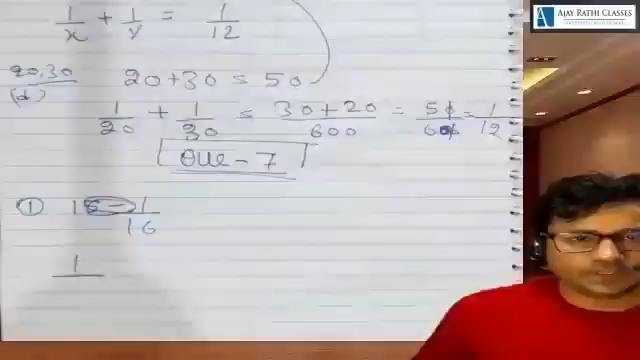 AJAY RATHI CLASSES
1/x + 1/y = 1/12
20,30
(d)
20 + 30 = 50
1/20 + 1/30 = 30 + 20/600 = 50/600 = 1/12
Que - 7
① 15 - 1/16
1